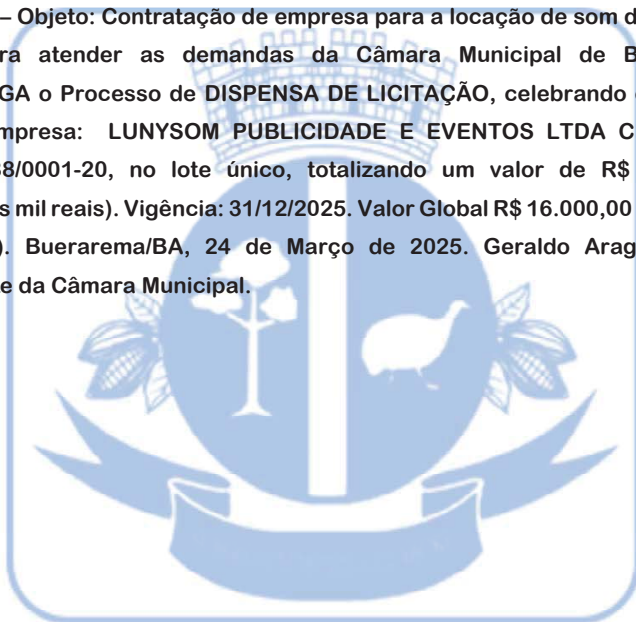 – Objeto: Contratação de empresa para a locação de som d
ra atender as demandas da Câmara Municipal de B
GA o Processo de DISPENSA DE LICITAÇÃO, celebrando
mpresa: LUNYSOM PUBLICIDADE E EVENTOS LTDA C
8/0001-20, no lote único, totalizando um valor de R$
s mil reais). Vigência: 31/12/2025. Valor Global R$ 16.000,00
). Buerarema/BA, 24 de Março de 2025. Geraldo Arag
e da Câmara Municipal.